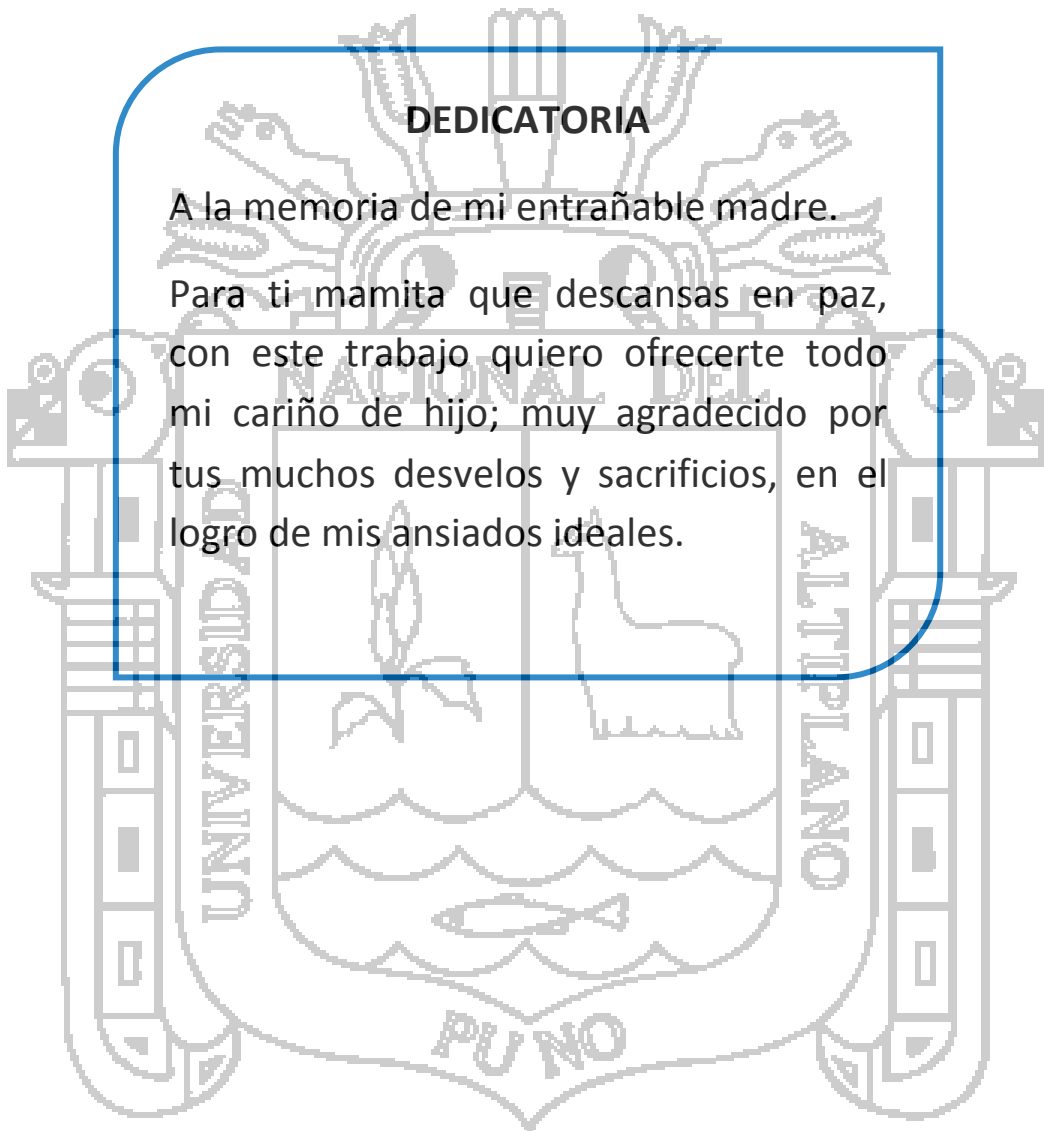 DEDICATORIA
A la memoria de mi entrañable madre.
Para ti mamita que descansas en paz,
con este trabajo quiero ofrecerte todo
mi cariño de hijo; muy agradecido por
tus muchos desvelos y sacrificios, en el
logro de mis ansiados ideales.
UNIVERSIDAD
NACIONAL DEL
ALTIPLANO
PUNO